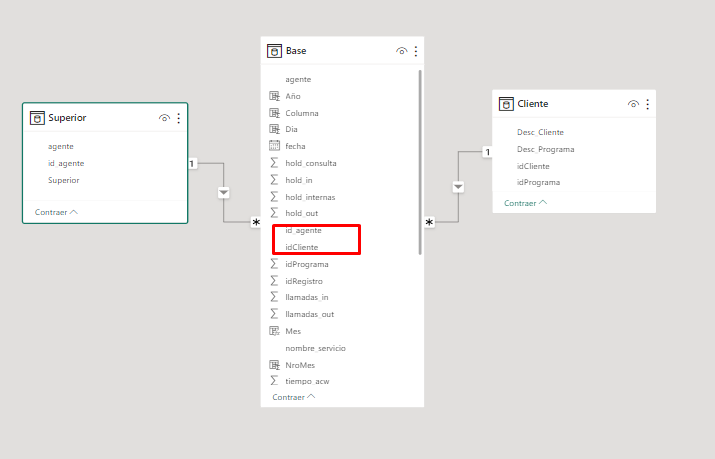 Superior
agente
id_agente
Superior
Contraer
1
*
Base
agente
Año
Columna
Día
fecha
hold_consulta
hold_in
hold_internas
hold_out
id_agente
idCliente
idPrograma
idRegistro
llamadas_in
llamadas_out
Mes
nombre_servicio
NroMes
tiempo_acw
Contraer
*
1
Cliente
Desc_Cliente
Desc_Programa
idCliente
idPrograma
Contraer